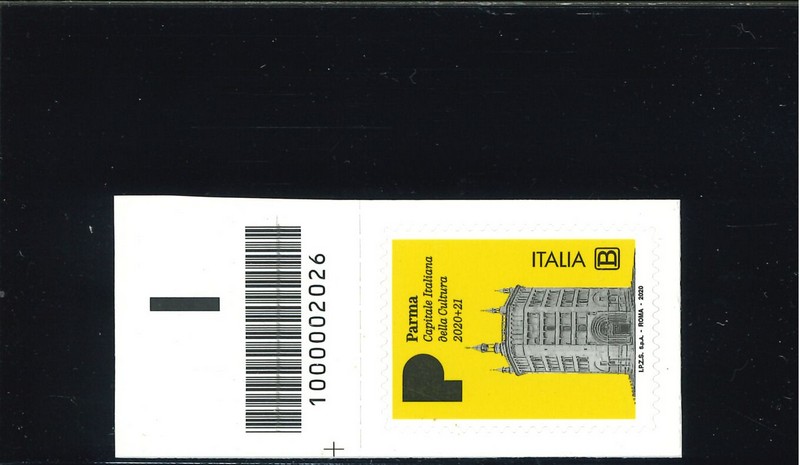 1000002026
ITALIA B
P
Parma
Capitale Italiana
della Cultura
2020+21
I.P.Z.S. S.p.A. - ROMA - 2020